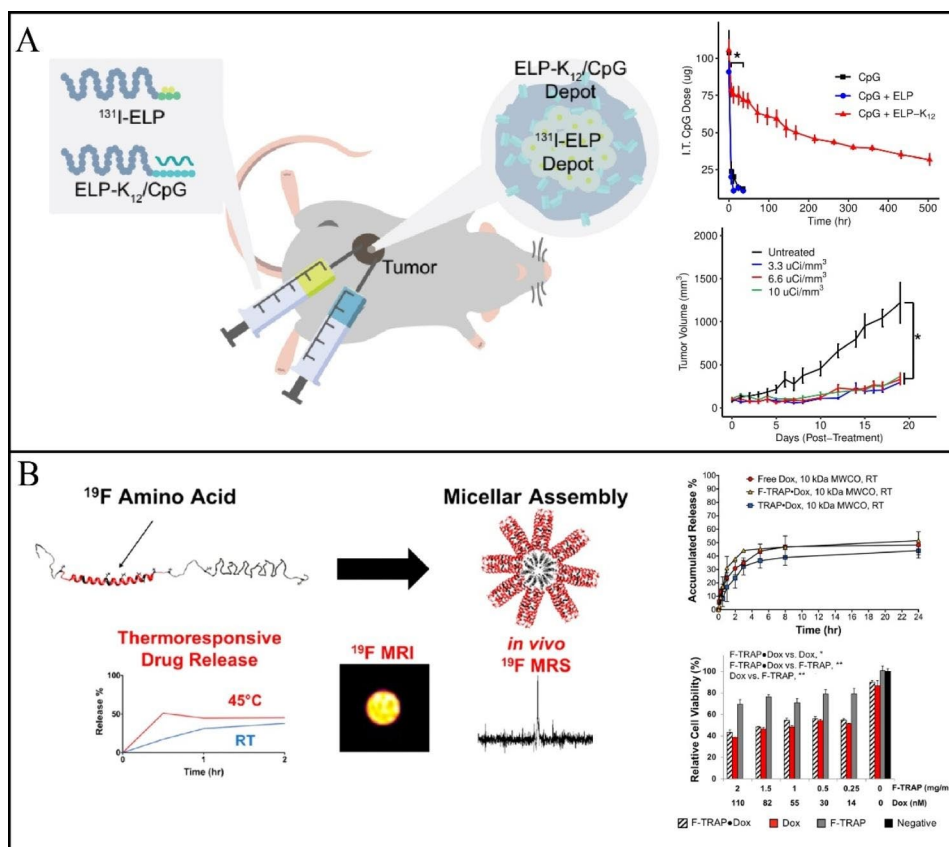 A
131I-ELP
ELP-K12/CpG
ELP-K12/CpG
Depot
131I-ELP
Depot
Tumor
I.T. CpG Dose (ug)
100
75
50
25
*
CpG
CpG + ELP
CpG + ELP-K12
0 100 200 300 400 500
Time (hr)
Tumor Volume (mm3)
2000
1500
1000
500
0
Untreated
3.3 uCi/mm3
6.6 uCi/mm3
10 uCi/mm3
*
0 5 10 15 20
Days (Post-Treatment)
B
19F Amino Acid
Micellar Assembly
Thermoresponsive
Drug Release
Release %
100
50
0
45°C
RT
0 1 2
Time (hr)
19F MRI
in vivo
19F MRS
Accumulated Release %
100
90
80
70
60
50
40
30
20
10
0
Free Dox, 10 kDa MWCO, RT
F-TRAP•Dox, 10 kDa MWCO, RT
TRAP•Dox, 10 kDa MWCO, RT
0 2 4 6 8 10 12 14 16 18 20 22 24
Time (hr)
Relative Cell Viability (%)
F-TRAP●Dox vs. Dox, *
F-TRAP●Dox vs. F-TRAP, **
Dox vs. F-TRAP, **
100
80
60
40
20
0
2 1.5 1 0.5 0.25 0 0 F-TRAP (mg/m
110 82 55 30 14 0 0 Dox (nM)
F-TRAP●Dox Dox F-TRAP Negative